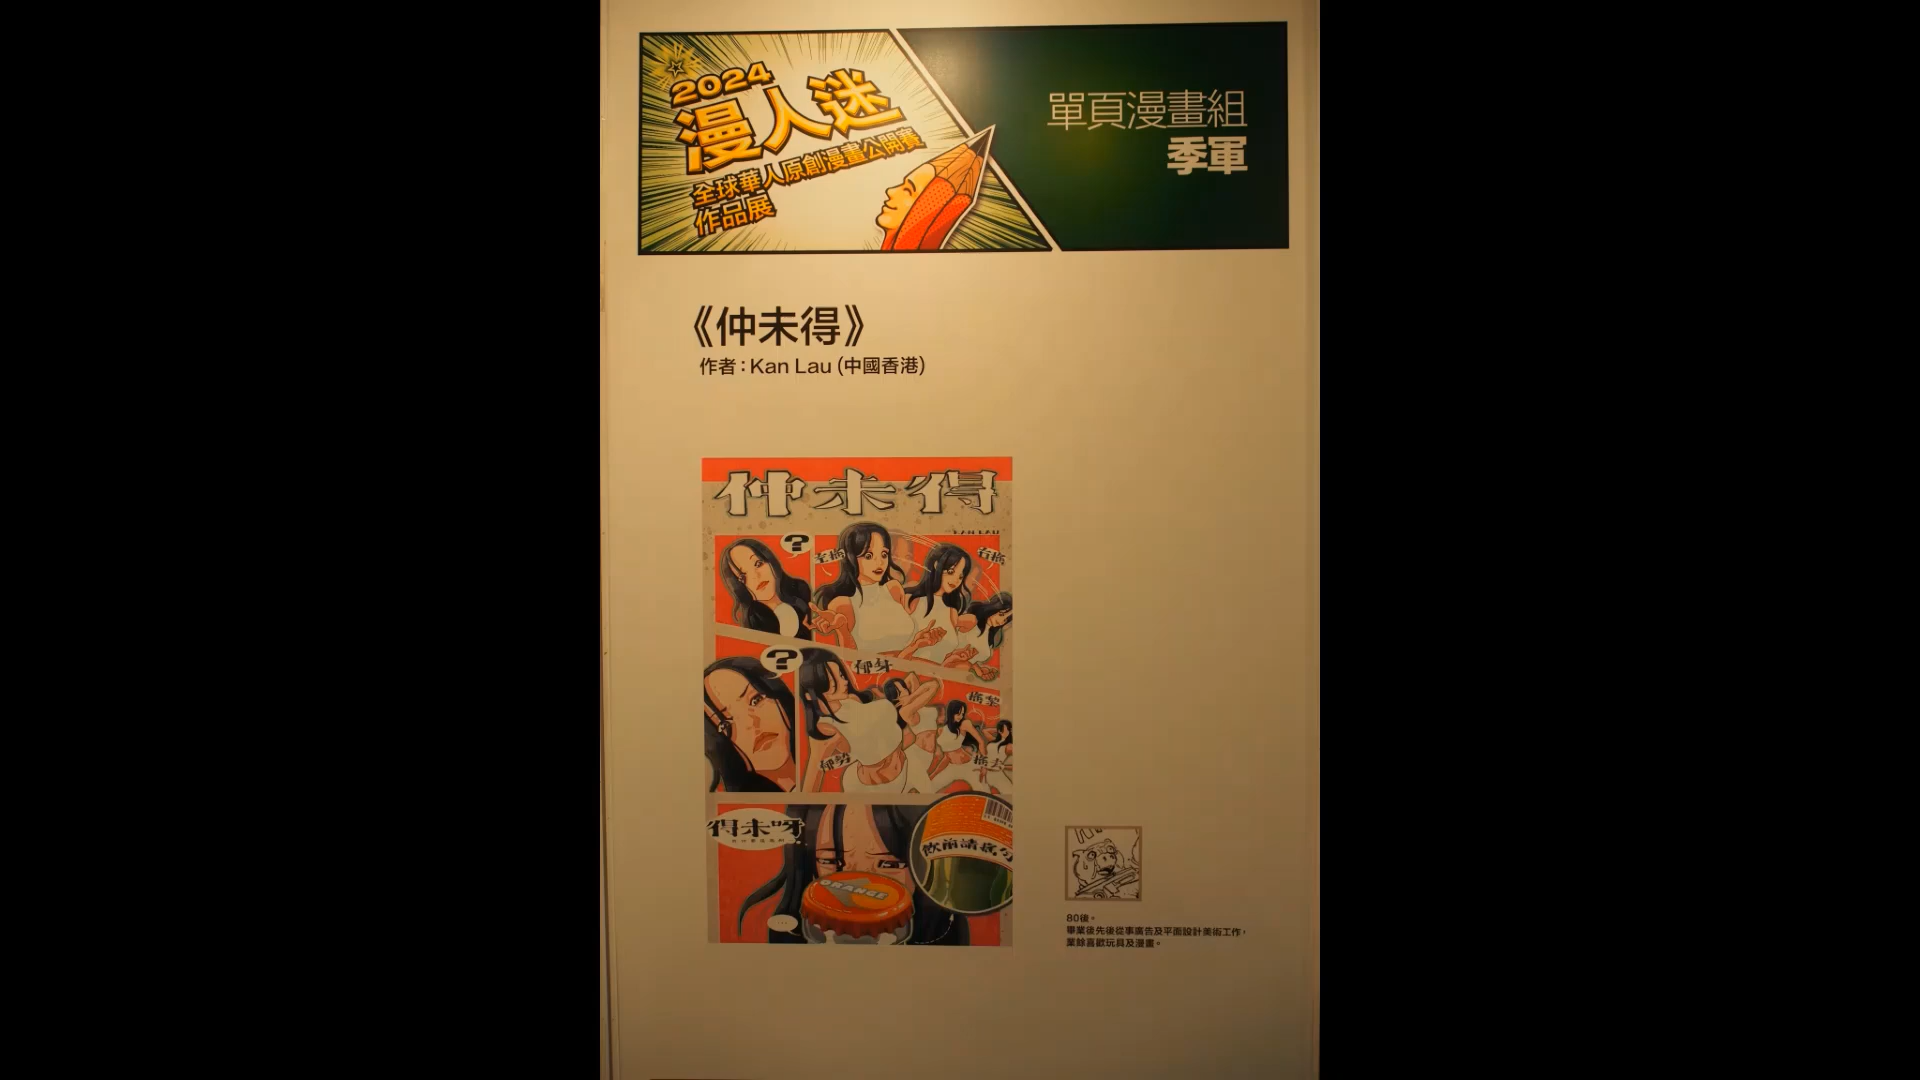 2024
漫人迷
全球華人原創漫畫公開賽
作品展
單頁漫畫組
季軍
《仲未得》
作者：Kan Lau (中國香港)
仲未得
?
左搖
右搖
?
得未呀
ORANGE
飲前請搖勻
...
80後。
畢業後先後從事廣告及平面設計美術工作，
業餘喜歡玩具及漫畫。